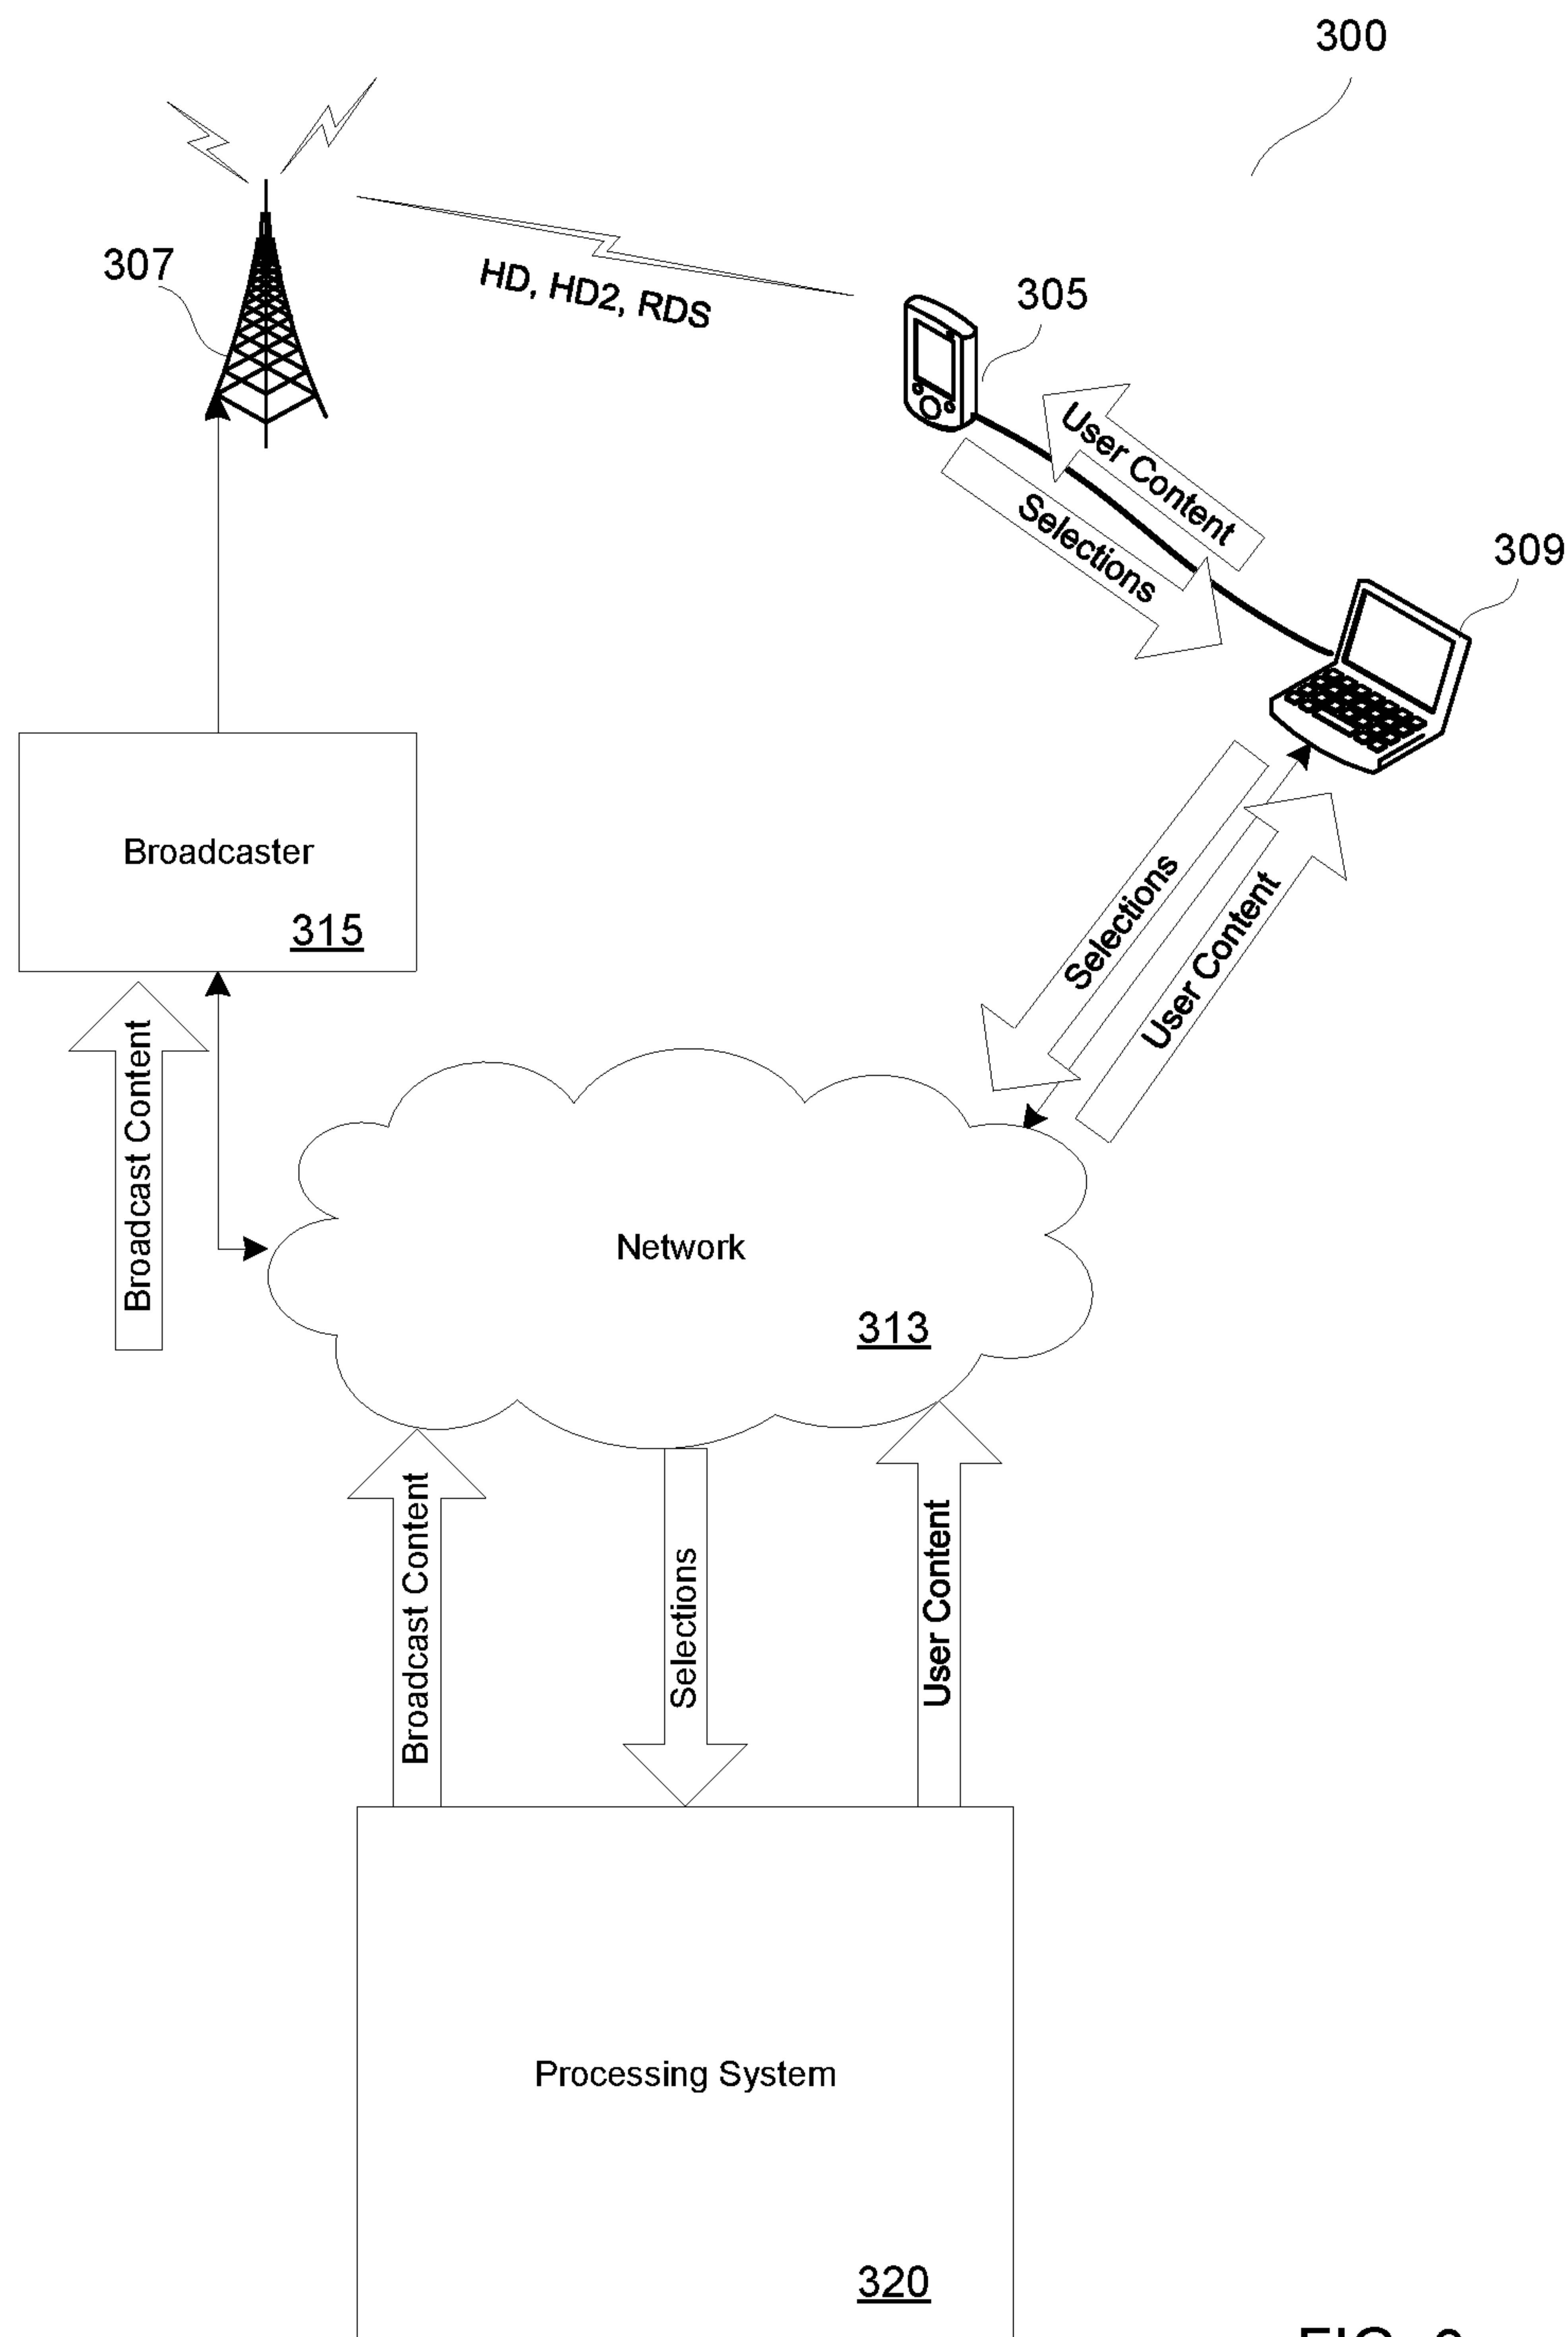 300
307
HD, HD2, RDS
305
User Content
Selections
309
Broadcaster
315
Selections
User Content
Broadcast Content
Network
313
Broadcast Content
Selections
User Content
Processing System
320